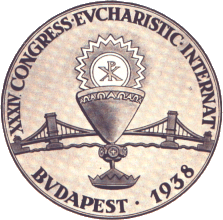 XXXIV CONGRESS·EVCHARISTIC·INTERNAT·
BVDAPEST · 1938